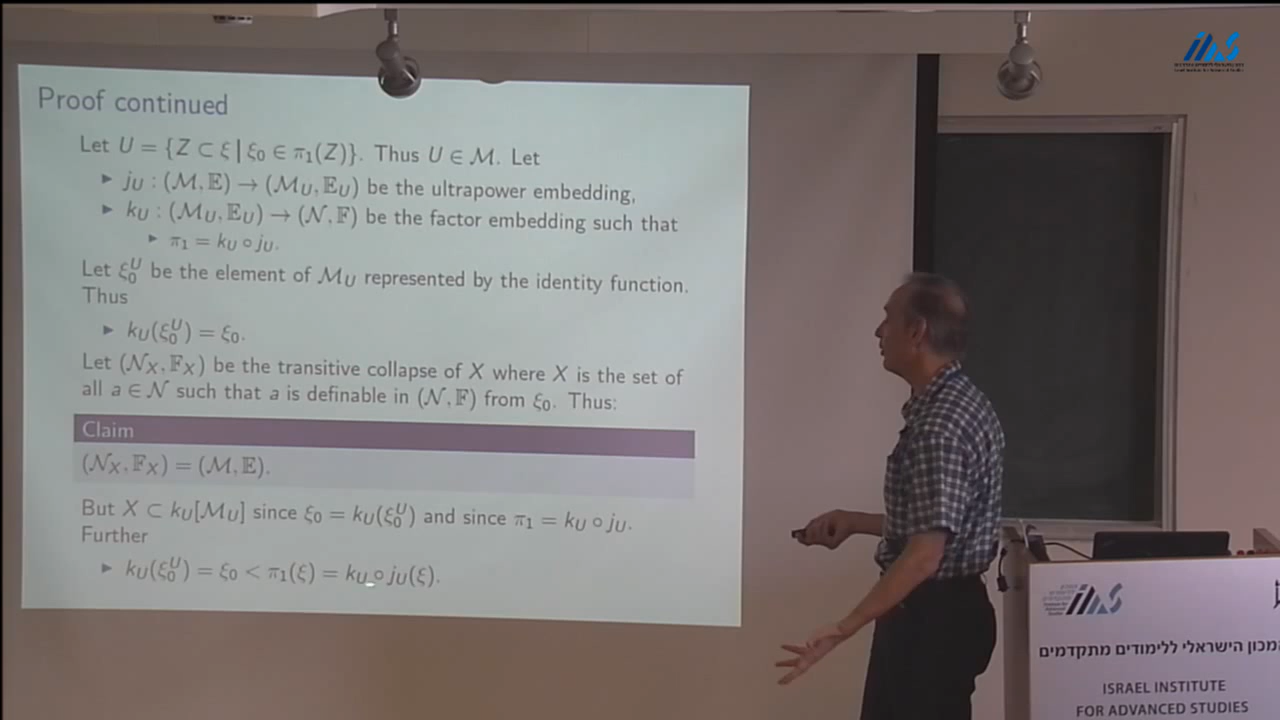 Proof continued
Let U = {Z ⊂ ξ | ξ₀ ∈ π₁(Z)}. Thus U ∈ M. Let
▶ j_U : (M, 𝔼) → (M_U, 𝔼_U) be the ultrapower embedding,
▶ k_U : (M_U, 𝔼_U) → (N, 𝔽) be the factor embedding such that
▶ π₁ = k_U ∘ j_U.
Let ξ₀^U be the element of M_U represented by the identity function.
Thus
▶ k_U(ξ₀^U) = ξ₀.
Let (N_X, 𝔽_X) be the transitive collapse of X where X is the set of
all a ∈ N such that a is definable in (N, 𝔽) from ξ₀. Thus:
Claim
(N_X, 𝔽_X) = (M, 𝔼).
But X ⊂ k_U[M_U] since ξ₀ = k_U(ξ₀^U) and since π₁ = k_U ∘ j_U.
Further
▶ k_U(ξ₀^U) = ξ₀ < π₁(ξ) = k_U ∘ j_U(ξ).
המכון הישראלי ללימודים מתקדמים
ISRAEL INSTITUTE
FOR ADVANCED STUDIES